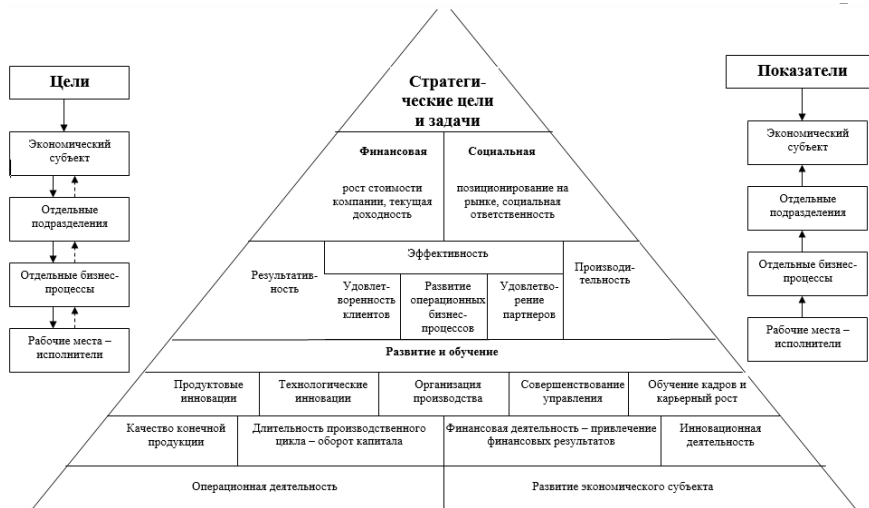 Цели
Экономический
субъект
Отдельные
подразделения
Отдельные бизнес-
процессы
Рабочие места –
исполнители
Стратеги-
ческие цели
и задачи
Финансовая
рост стоимости
компании, текущая
доходность
Социальная
позиционирование на
рынке, социальная
ответственность
Результатив-
ность
Эффективность
Удовлет-
воренность
клиентов
Развитие
операционных
бизнес-
процессов
Удовлетво-
рение
партнеров
Производи-
тельность
Развитие и обучение
Продуктовые
инновации
Технологические
инновации
Организация
производства
Совершенствование
управления
Обучение кадров и
карьерный рост
Качество конечной
продукции
Длительность производственного
цикла – оборот капитала
Финансовая деятельность – привлечение
финансовых результатов
Инновационная
деятельность
Операционная деятельность
Развитие экономического субъекта
Показатели
Экономический
субъект
Отдельные
подразделения
Отдельные бизнес-
процессы
Рабочие места –
исполнители